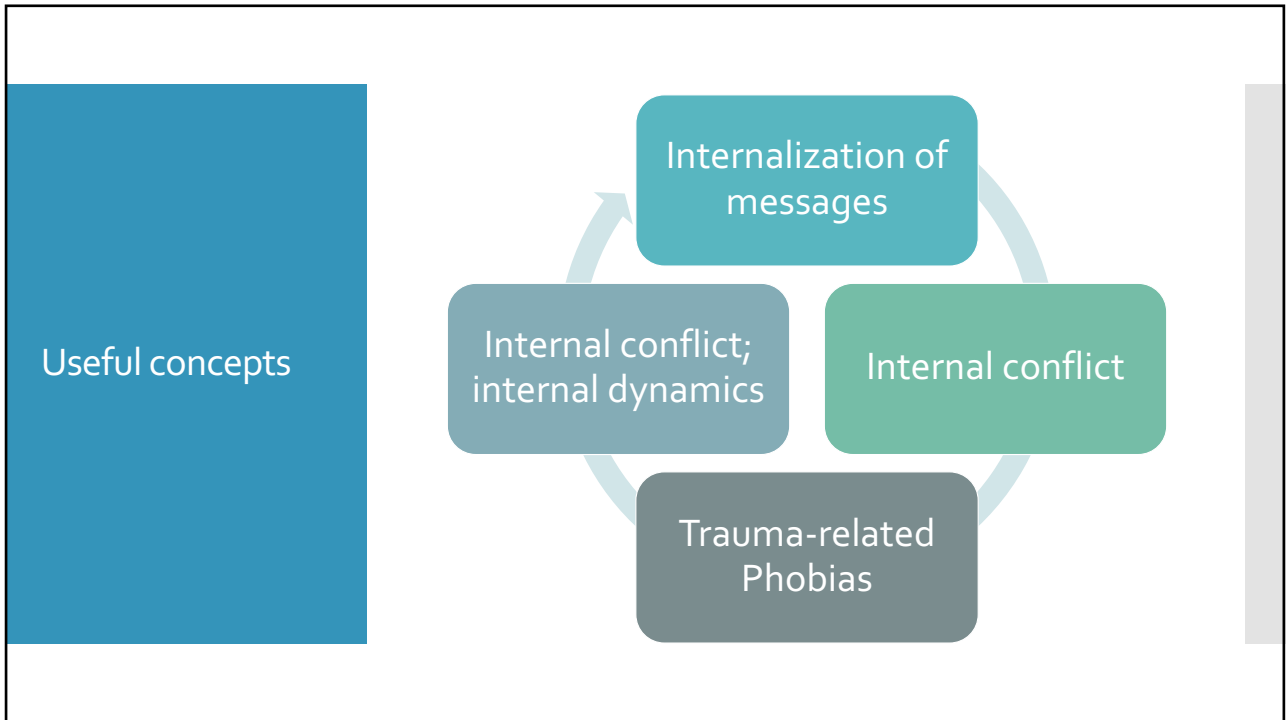 Useful concepts
Internalization of
messages
Internal conflict
Trauma-related
Phobias
Internal conflict;
internal dynamics